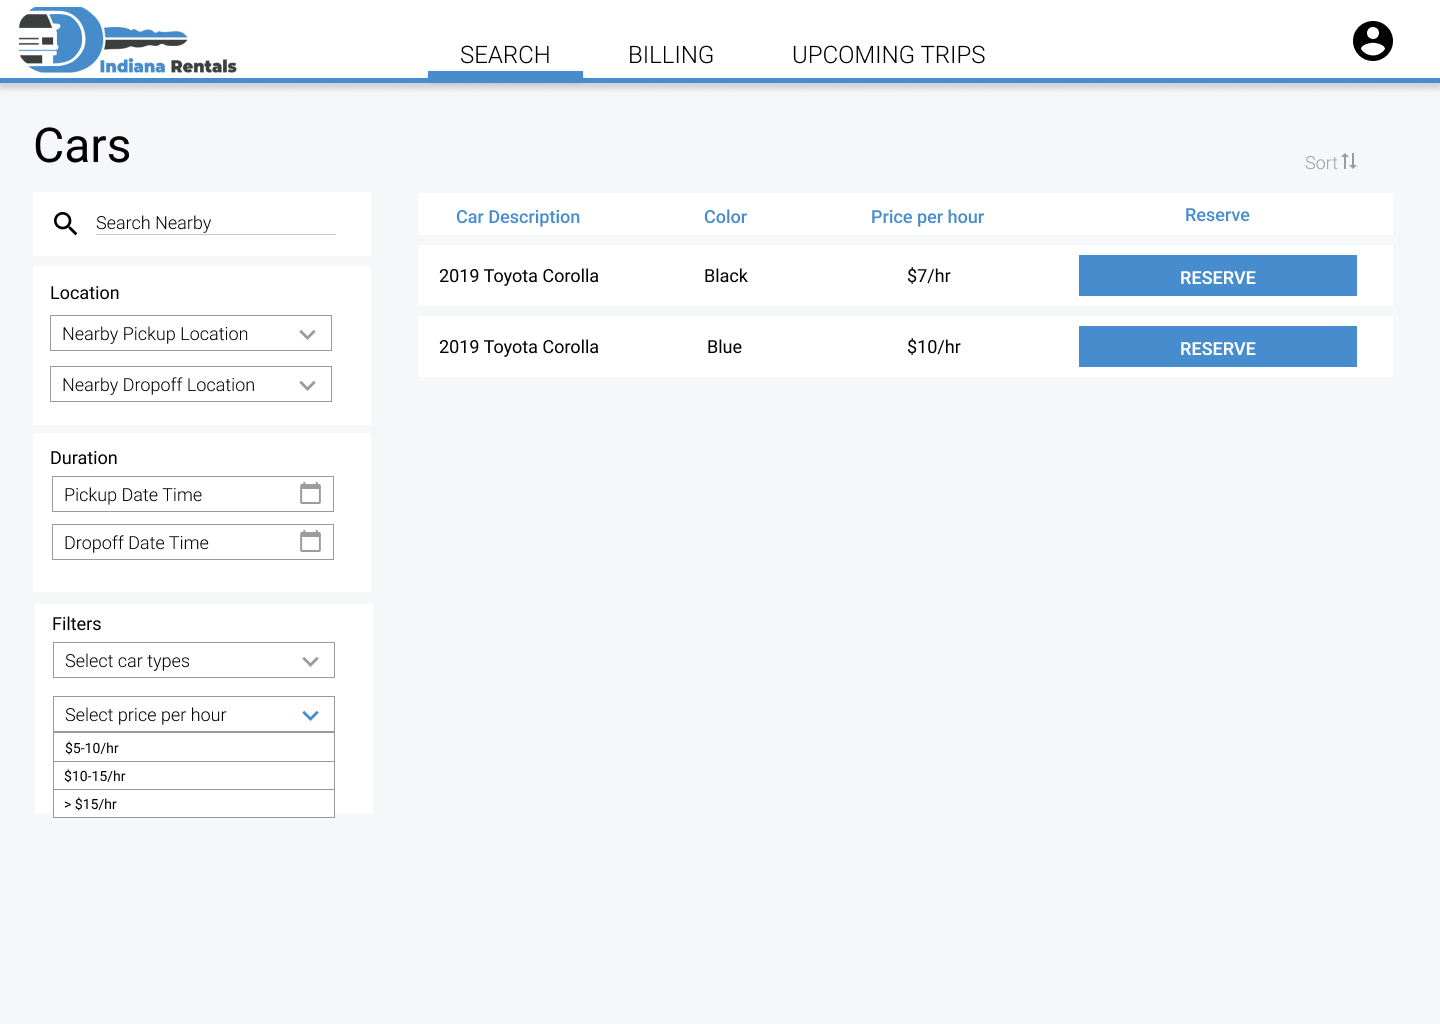 Indiana Rentals
SEARCH BILLING UPCOMING TRIPS
Cars
Sort
Search Nearby
Location
Nearby Pickup Location
Nearby Dropoff Location
Duration
Pickup Date Time
Dropoff Date Time
Filters
Select car types
Select price per hour
$5-10/hr
$10-15/hr
> $15/hr
Car Description Color Price per hour Reserve
2019 Toyota Corolla Black $7/hr RESERVE
2019 Toyota Corolla Blue $10/hr RESERVE